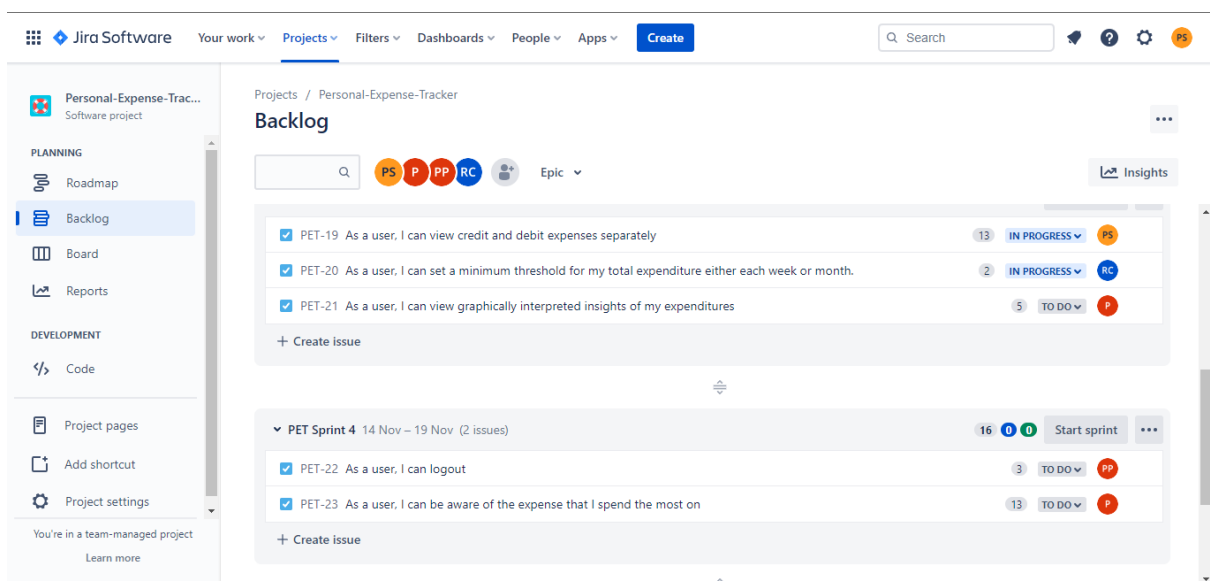 Jira Software Your work Projects Filters Dashboards People Apps Create Search PS
Personal-Expense-Trac...
Software project
PLANNING
Roadmap
Backlog
Board
Reports
DEVELOPMENT
Code
Project pages
Add shortcut
Project settings
You're in a team-managed project
Learn more
Projects / Personal-Expense-Tracker
Backlog
PS P PP RC Epic Insights
PET-19 As a user, I can view credit and debit expenses separately 13 IN PROGRESS PS
PET-20 As a user, I can set a minimum threshold for my total expenditure either each week or month. 2 IN PROGRESS RC
PET-21 As a user, I can view graphically interpreted insights of my expenditures 5 TO DO P
+ Create issue
PET Sprint 4 14 Nov – 19 Nov (2 issues) 16 0 0 Start sprint
PET-22 As a user, I can logout 3 TO DO PP
PET-23 As a user, I can be aware of the expense that I spend the most on 13 TO DO P
+ Create issue